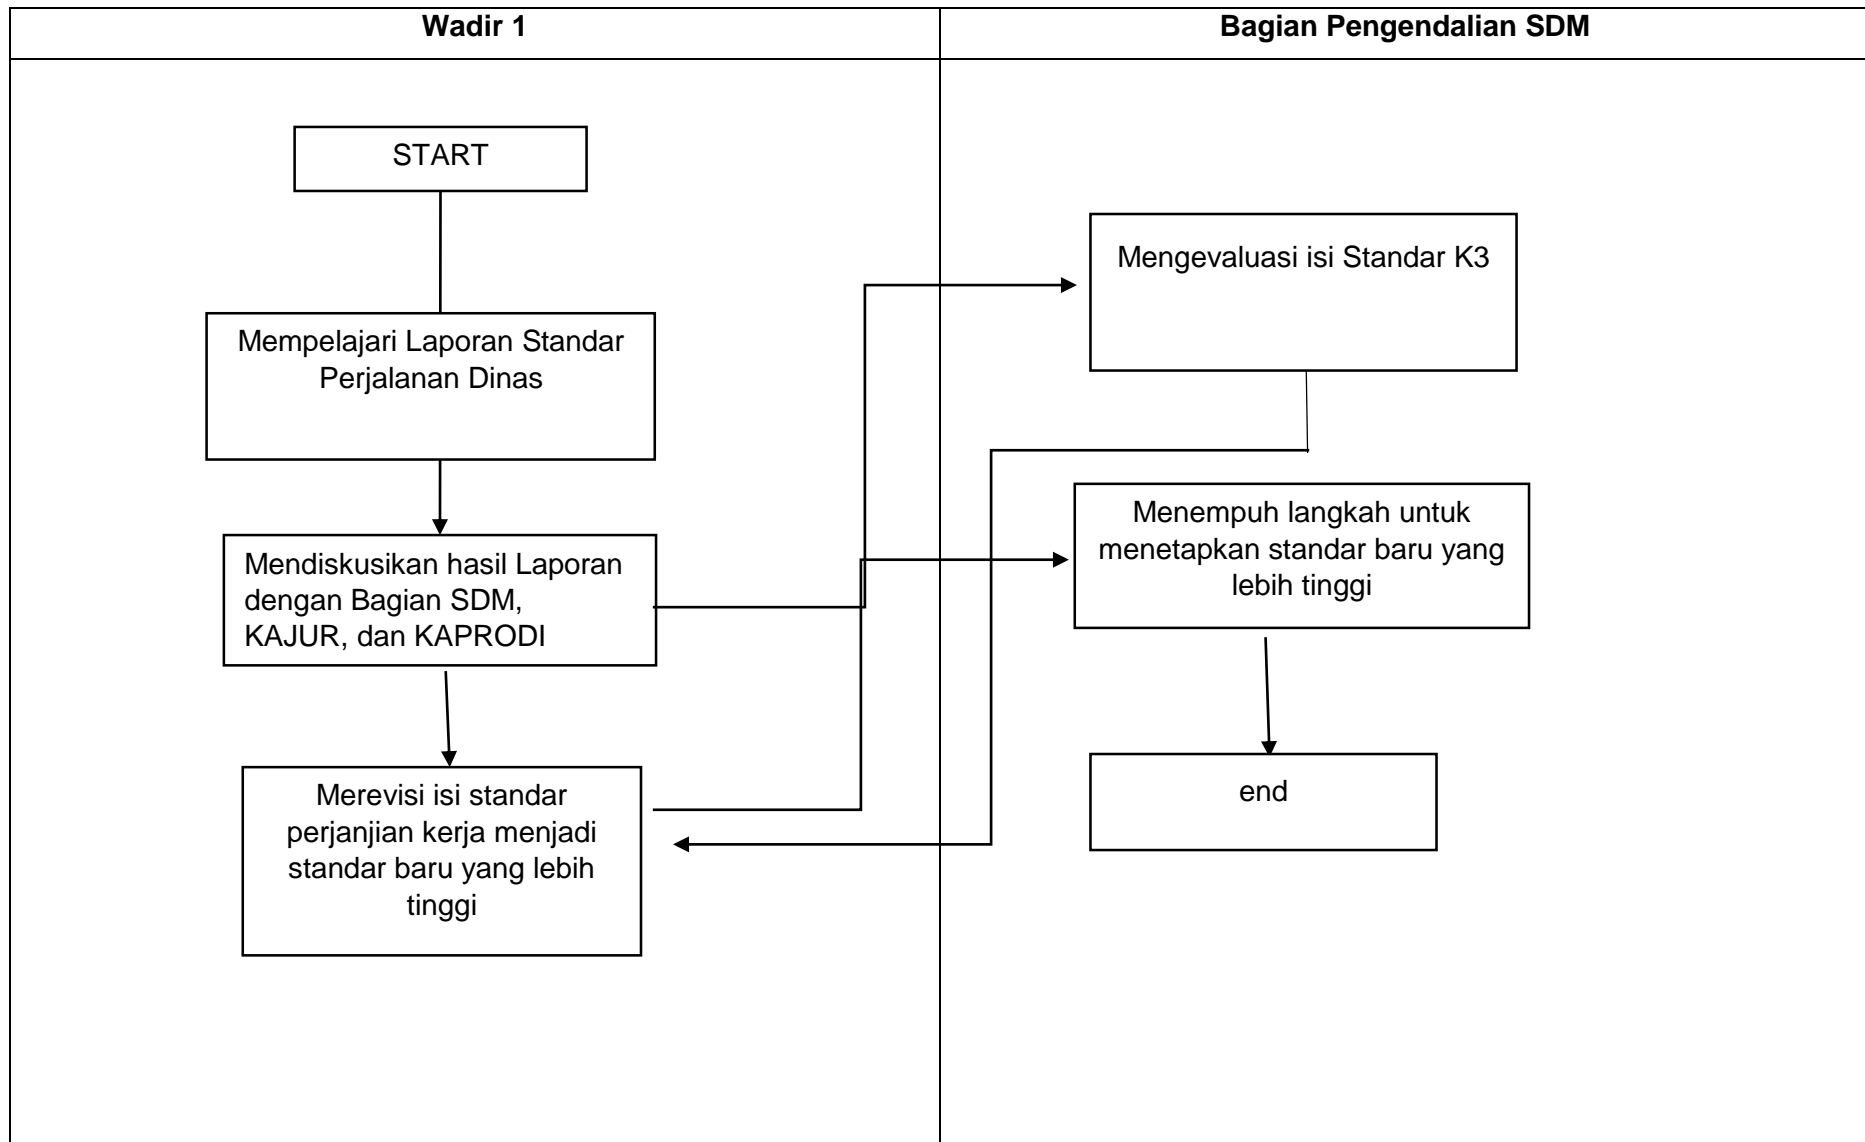 Wadir 1
Bagian Pengendalian SDM
START
Mempelajari Laporan Standar
Perjalanan Dinas
Mendiskusikan hasil Laporan
dengan Bagian SDM,
KAJUR, dan KAPRODI
Merevisi isi standar
perjanjian kerja menjadi
standar baru yang lebih
tinggi
Mengevaluasi isi Standar K3
Menempuh langkah untuk
menetapkan standar baru yang
lebih tinggi
end